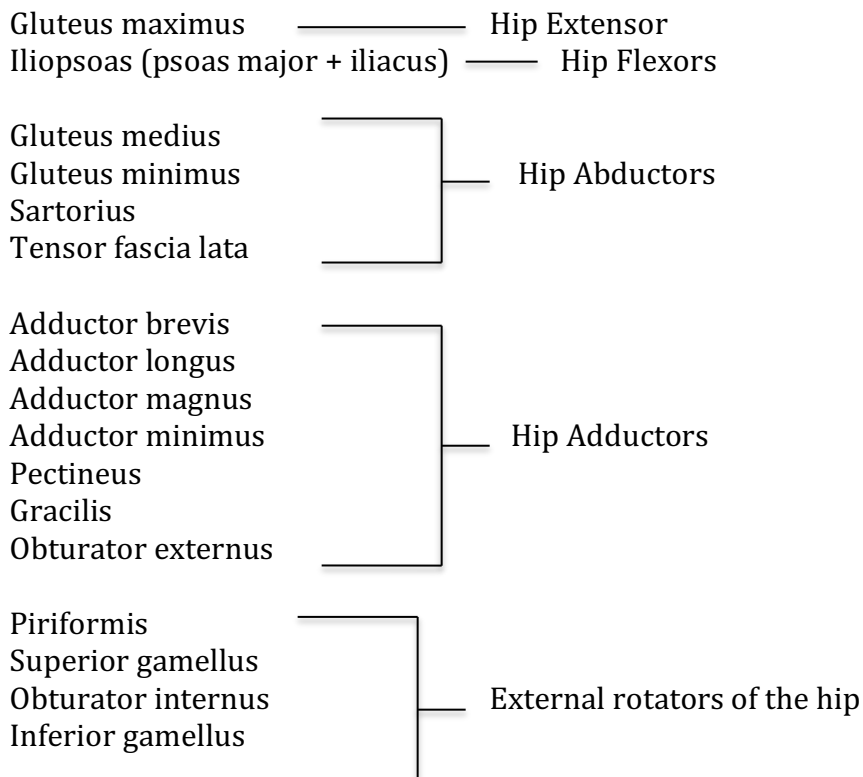 Gluteus maximus Hip Extensor
Iliopsoas (psoas major + iliacus) Hip Flexors
Gluteus medius
Gluteus minimus Hip Abductors
Sartorius
Tensor fascia lata
Adductor brevis
Adductor longus
Adductor magnus
Adductor minimus Hip Adductors
Pectineus
Gracilis
Obturator externus
Piriformis
Superior gamellus
Obturator internus External rotators of the hip
Inferior gamellus